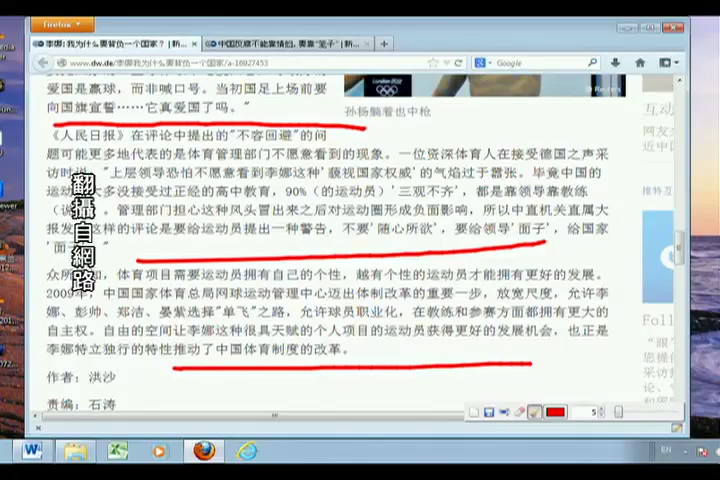 Firefox
李娜:我为什么要背负一个国家? | 新...
中国反腐不能靠情妇，要靠"笼子" | 新...
www.dw.de/李娜我为什么要背负一个国家/a-16927453
Google
爱国是赢球，而非喊口号。当初国足上场前要
向国旗宣誓……它真爱国了吗。"
孙杨躺着也中枪
互动
网友
近中国
《人民日报》在评论中提出的"不容回避"的问
题可能更多地代表的是体育管理部门不愿意看到的现象。一位资深体育人在接受德国之声采
访时说，"上层领导恐怕不愿意看到李娜这种'藐视国家权威'的气焰过于嚣张。毕竟中国的
运动 大多没接受过正经的高中教育，90%（的运动员）'三观不齐'，都是靠领导靠教练
推特互
（说 。管理部门担心这种风头冒出来之后对运动圈形成负面影响，所以中直机关直属大
报发 这样的评论是要给运动员提出一种警告，不要'随心所欲'，要给领导'面子'，给国家
'面 "
翻攝自網路
众所 知，体育项目需要运动员拥有自己的个性，越有个性的运动员才能拥有更好的发展。
2009年，中国国家体育总局网球运动管理中心迈出体制改革的重要一步，放宽尺度，允许李
娜、彭帅、郑洁、晏紫选择"单飞"之路，允许球员职业化，在教练和参赛方面都拥有更大的
自主权。自由的空间让李娜这种很具天赋的个人项目的运动员获得更好的发展机会，也正是
李娜特立独行的特性推动了中国体育制度的改革。
作者：洪沙
责编：石涛
Foll
"跟"
思提供
采访报
论、
5
EN